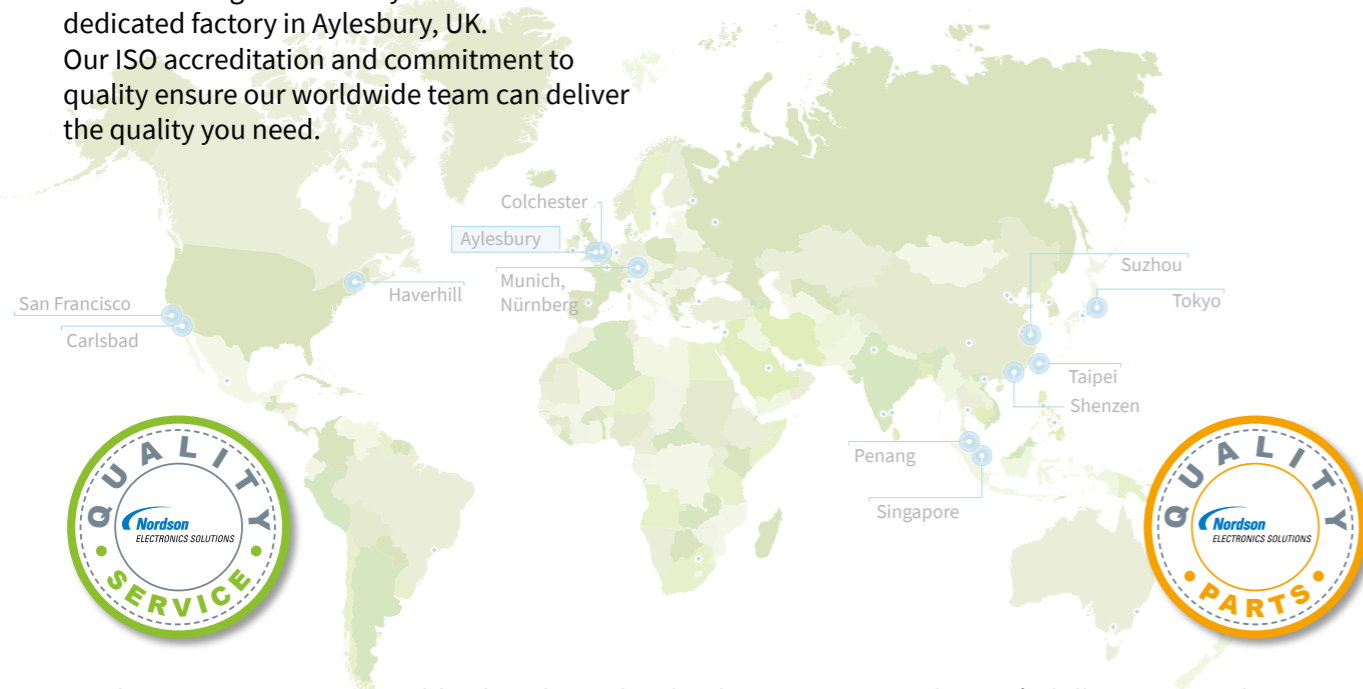 dedicated factory in Aylesbury, UK.
Our ISO accreditation and commitment to
quality ensure our worldwide team can deliver
the quality you need.
Colchester
Aylesbury
Munich,
Nürnberg
Suzhou
Tokyo
San Francisco
Haverhill
Carlsbad
Taipei
Shenzen
Penang
Singapore
QUALITY
Nordson
ELECTRONICS SOLUTIONS
SERVICE
QUALITY
Nordson
ELECTRONICS SOLUTIONS
PARTS